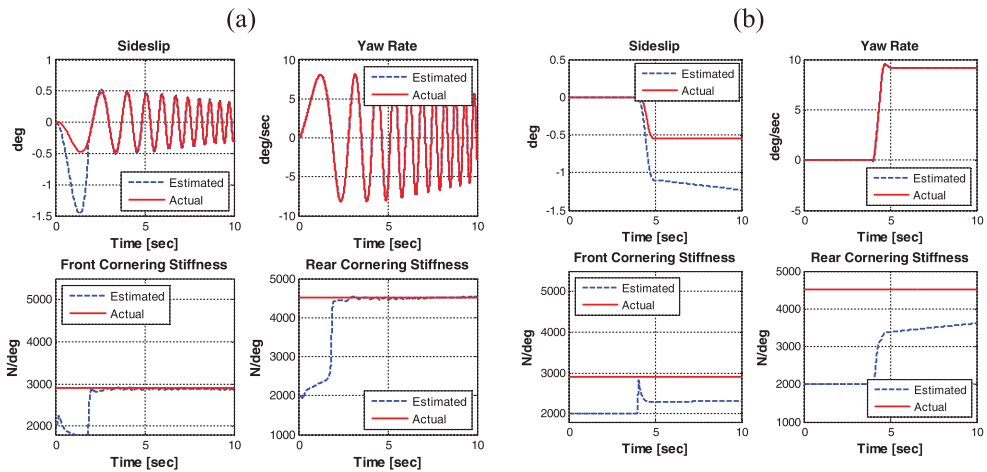 (a)
(b)
Sideslip
1
0.5
0
-0.5
-1
-1.5
deg
Estimated
Actual
0
5
10
Time [sec]
Yaw Rate
10
5
0
-5
-10
deg/sec
Estimated
Actual
0
5
10
Time [sec]
Sideslip
0.5
0
-0.5
-1
1.5
deg
Estimated
Actual
0
5
10
Time [sec]
Yaw Rate
10
5
0
-5
deg/sec
Estimated
Actual
0
5
10
Time [sec]
Front Cornering Stiffness
5000
4000
3000
2000
N/deg
Estimated
Actual
0
5
10
Time [sec]
Rear Cornering Stiffness
5000
4000
3000
2000
1000
N/deg
Estimated
Actual
0
5
10
Time [sec]
Front Cornering Stiffness
5000
4000
3000
2000
N/deg
Estimated
Actual
0
5
10
Time [sec]
Rear Cornering Stiffness
5000
4000
3000
2000
1000
N/deg
Estimated
Actual
0
5
10
Time [sec]